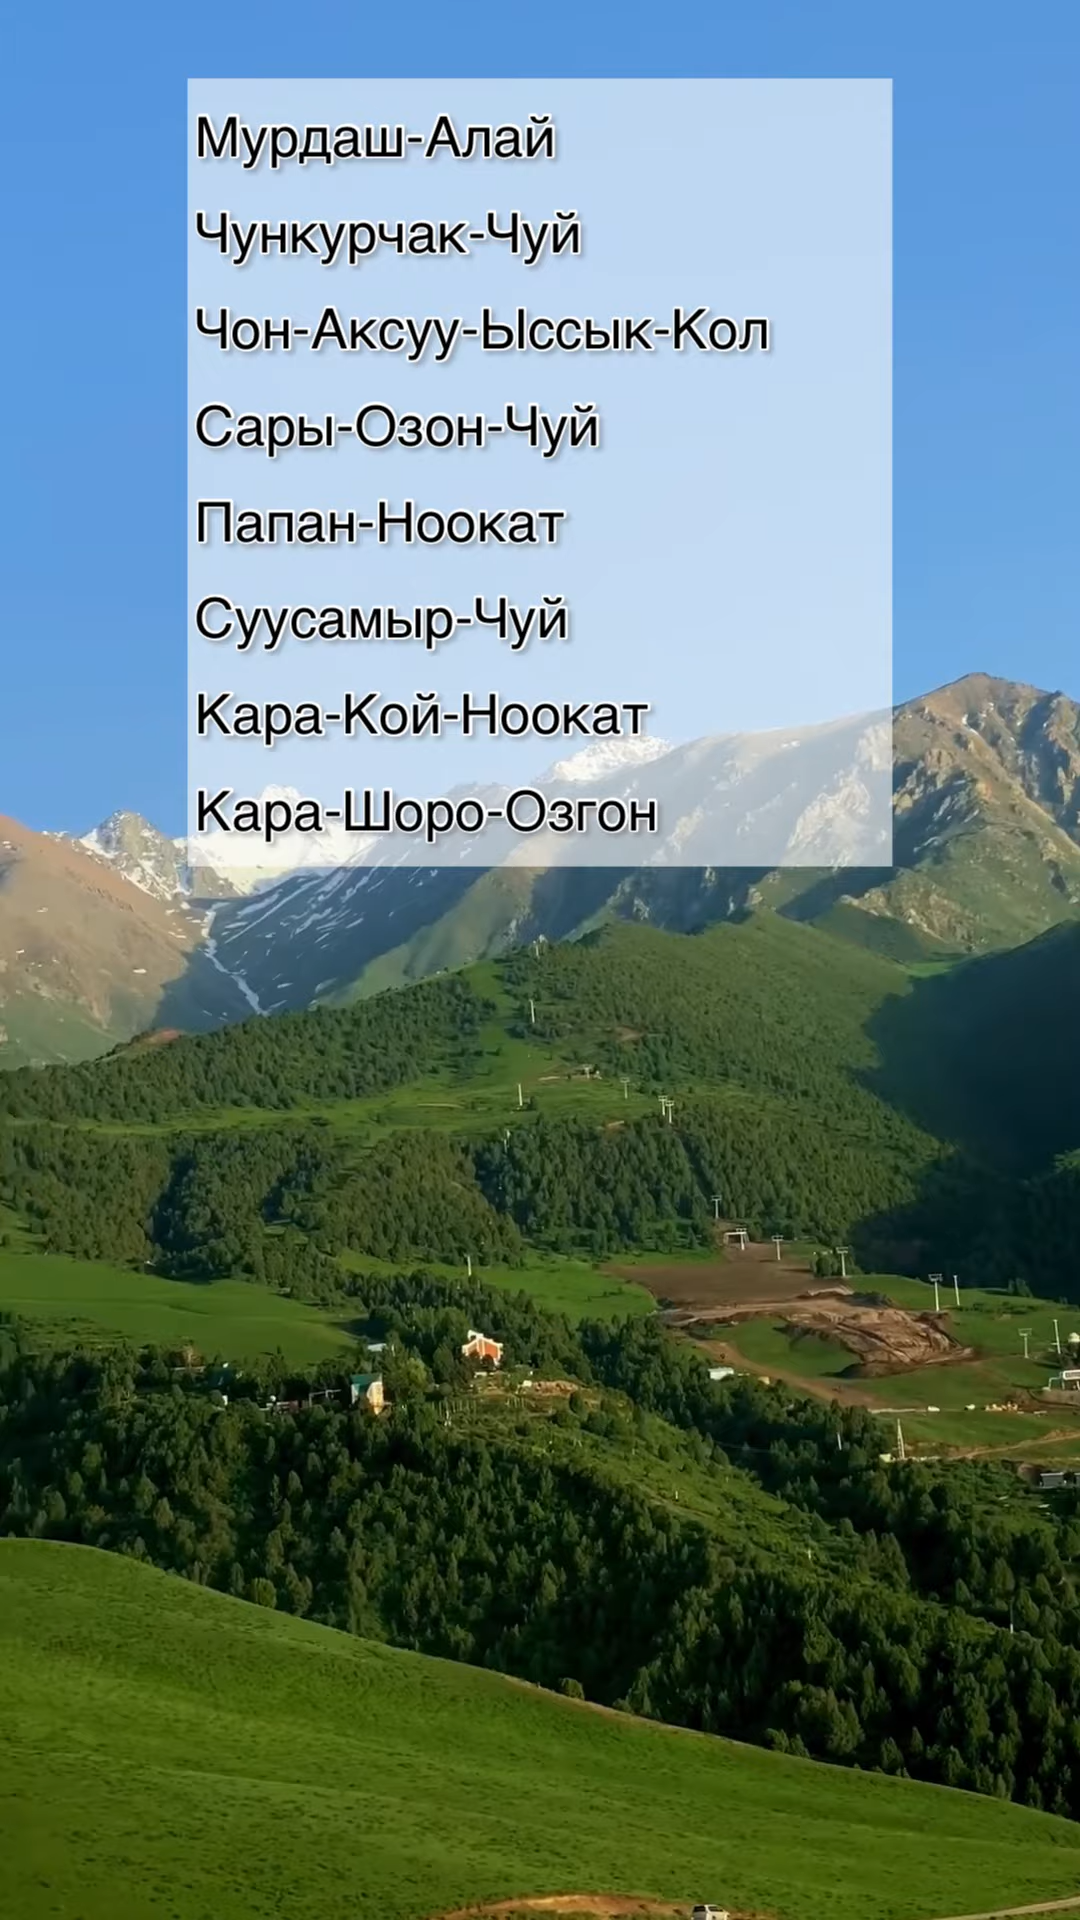 Мурдаш-Алай
Чункурчак-Чуй
Чон-Аксуу-Ыссык-Кол
Сары-Озон-Чуй
Папан-Ноокат
Суусамыр-Чуй
Кара-Кой-Ноокат
Кара-Шоро-Озгон